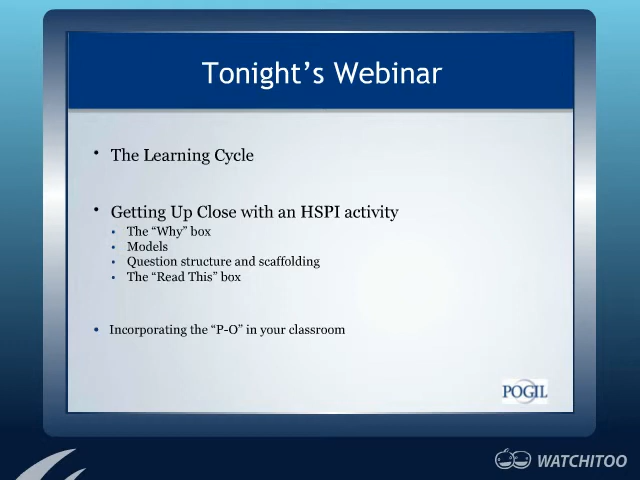 Tonight’s Webinar
• The Learning Cycle
• Getting Up Close with an HSPI activity
▪ The “Why” box
▪ Models
▪ Question structure and scaffolding
▪ The “Read This” box
• Incorporating the “P-O” in your classroom
POGIL
WATCHITOO